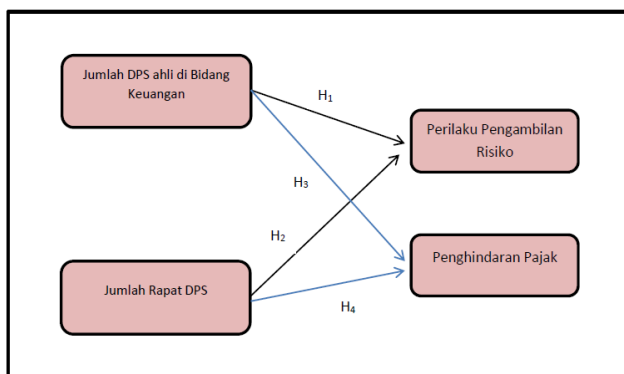 Jumlah DPS ahli di Bidang
Keuangan
H1
Perilaku Pengambilan
Risiko
H3
H2
Penghindaran Pajak
Jumlah Rapat DPS
H4